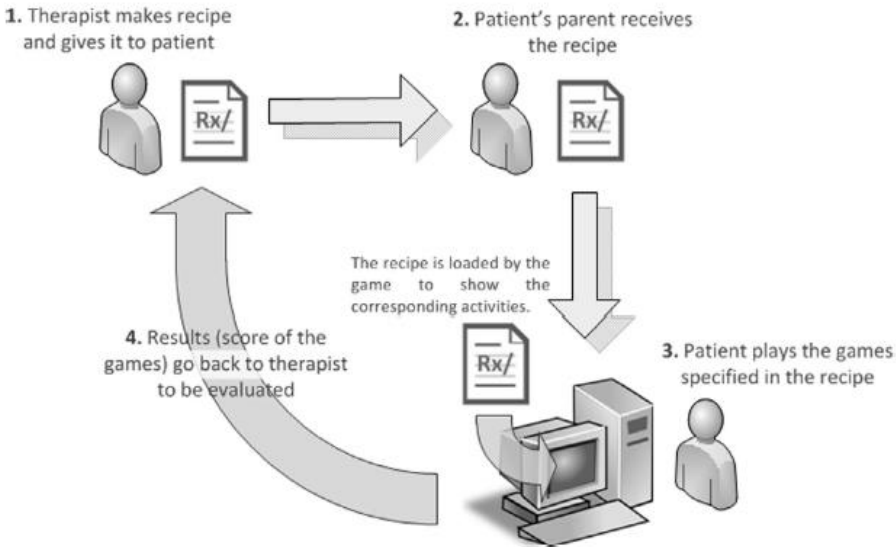 1. Therapist makes recipe
and gives it to patient
2. Patient's parent receives
the recipe
Rx/
Rx/
The recipe is loaded by the
game to show the
corresponding activities.
4. Results (score of the
games) go back to therapist
to be evaluated
Rx/
3. Patient plays the games
specified in the recipe